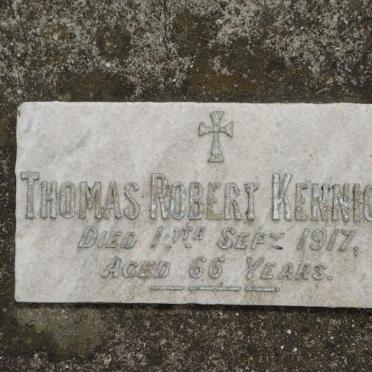 THOMAS ROBERT KENNIC
DIED SEPT 1917,
AGED 66 YEARS.